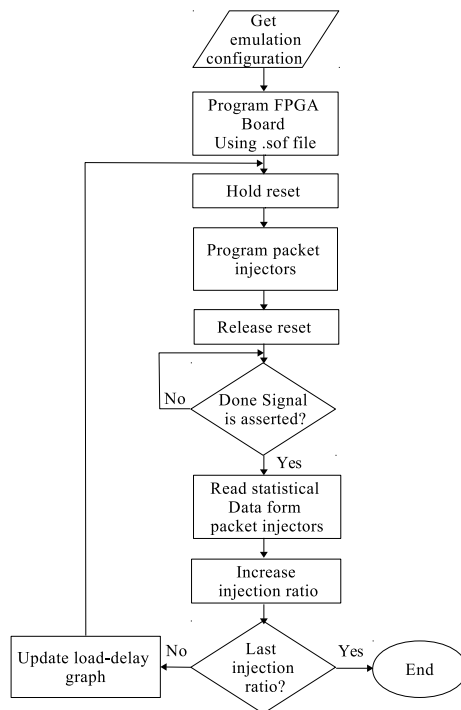 Get
emulation
configuration
Program FPGA
Board
Using .sof file
Hold reset
Program packet
injectors
Release reset
No
Done Signal
is asserted?
Yes
Read statistical
Data form
packet injectors
Increase
injection ratio
Update load-delay
graph
No
Last
injection
ratio?
Yes
End